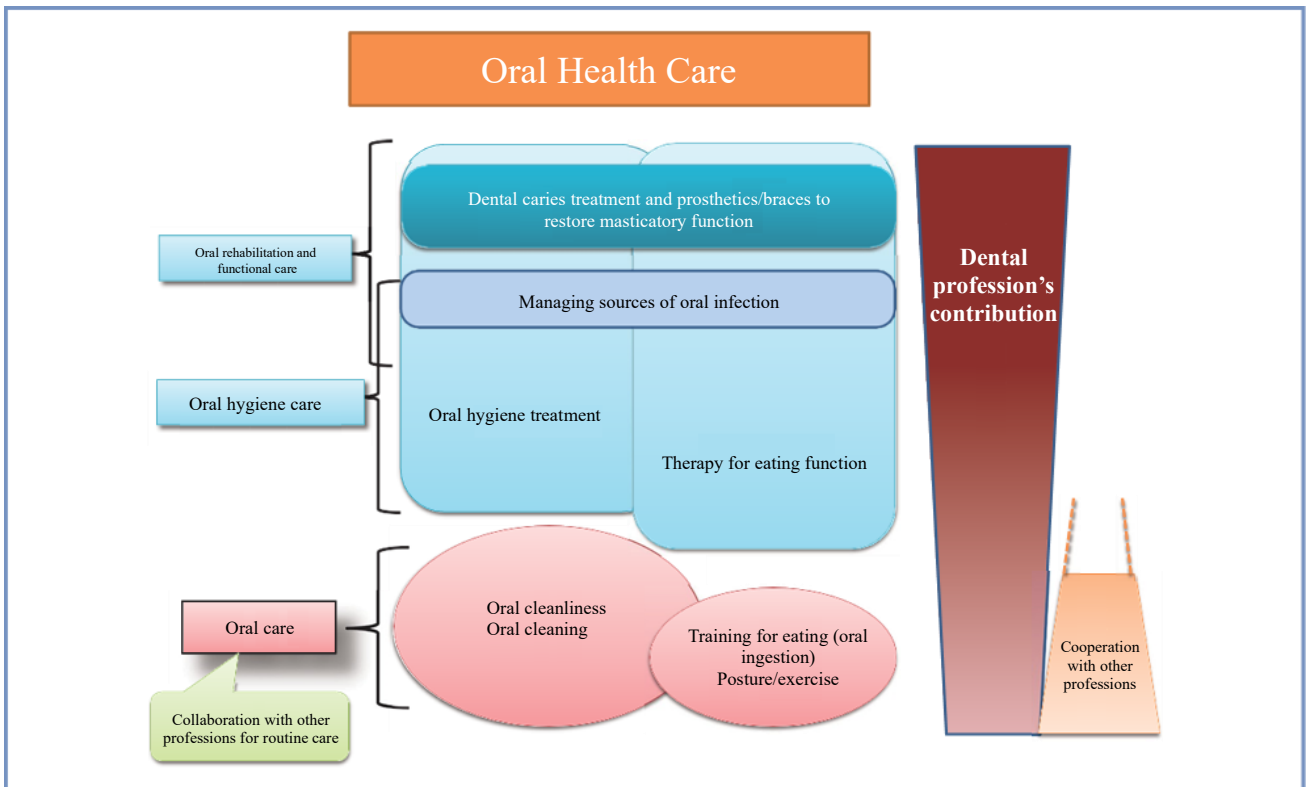 Oral Health Care
Dental caries treatment and prosthetics/braces to
restore masticatory function
Oral rehabilitation and
functional care
Managing sources of oral infection
Dental
profession’s
contribution
Oral hygiene care
Oral hygiene treatment
Therapy for eating function
Oral care
Oral cleanliness
Oral cleaning
Training for eating (oral
ingestion)
Posture/exercise
Cooperation
with other
professions
Collaboration with other
professions for routine care